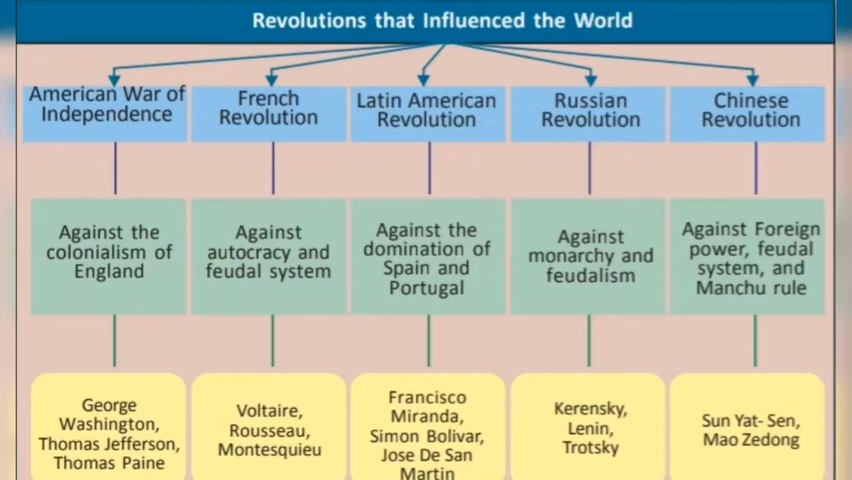 Revolutions that Influenced the World
American War of
Independence
French
Revolution
Latin American
Revolution
Russian
Revolution
Chinese
Revolution
Against the
colonialism of
England
Against
autocracy and
feudal system
Against the
domination of
Spain and
Portugal
Against
monarchy and
feudalism
Against Foreign
power, feudal
system, and
Manchu rule
George
Washington,
Thomas Jefferson,
Thomas Paine
Voltaire,
Rousseau,
Montesquieu
Francisco
Miranda,
Simon Bolivar,
Jose De San
Martin
Kerensky,
Lenin,
Trotsky
Sun Yat- Sen,
Mao Zedong